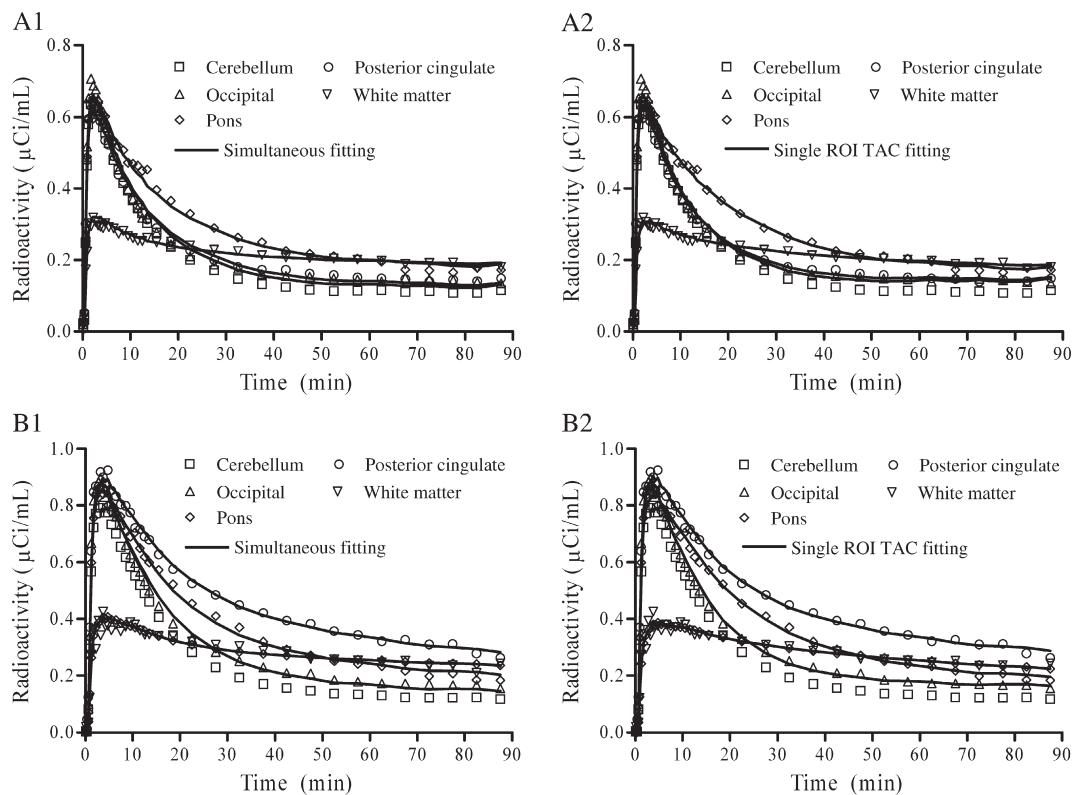 A1
0.8
0.6
0.4
0.2
0.0
Radioactivity ( μCi/mL)
Cerebellum
Posterior cingulate
Occipital
White matter
Pons
Simultaneous fitting
0 10 20 30 40 50 60 70 80 90
Time (min)
A2
0.8
0.6
0.4
0.2
0.0
Radioactivity ( μCi/mL)
Cerebellum
Posterior cingulate
Occipital
White matter
Pons
Single ROI TAC fitting
0 10 20 30 40 50 60 70 80 90
Time (min)
B1
1.0
0.8
0.6
0.4
0.2
0.0
Radioactivity ( μCi/mL)
Cerebellum
Posterior cingulate
Occipital
White matter
Pons
Simultaneous fitting
0 10 20 30 40 50 60 70 80 90
Time (min)
B2
1.0
0.8
0.6
0.4
0.2
0.0
Radioactivity ( μCi/mL)
Cerebellum
Posterior cingulate
Occipital
White matter
Pons
Single ROI TAC fitting
0 10 20 30 40 50 60 70 80 90
Time (min)